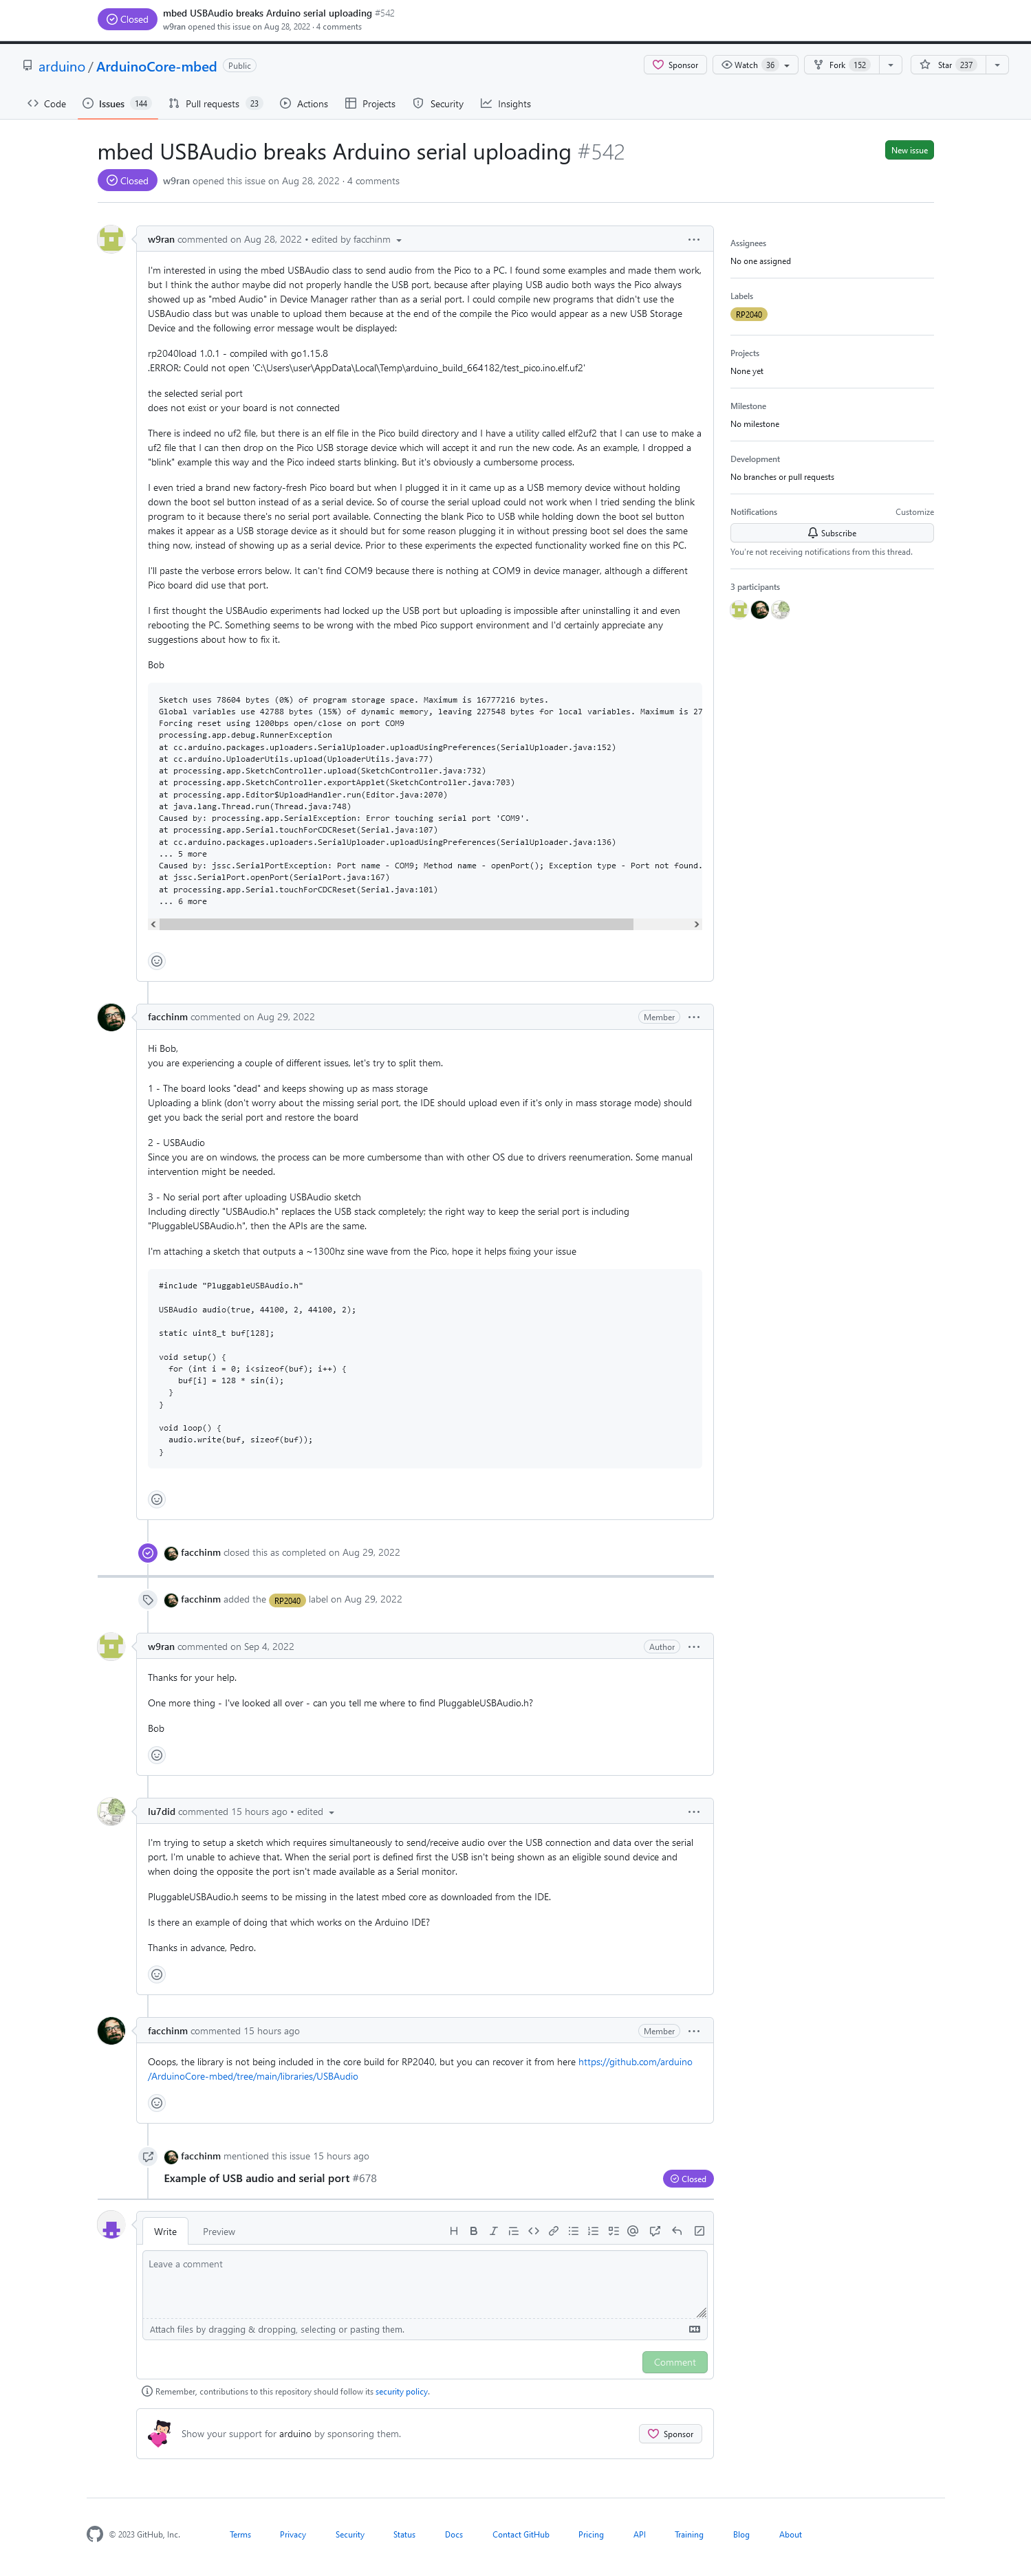 Closed
mbed USBAudio breaks Arduino serial uploading #542
w9ran opened this issue on Aug 28, 2022 · 4 comments
arduino / ArduinoCore-mbed Public
Sponsor Watch 36 Fork 152 Star 237
Code Issues 144 Pull requests 23 Actions Projects Security Insights
mbed USBAudio breaks Arduino serial uploading #542
New issue
Closed w9ran opened this issue on Aug 28, 2022 · 4 comments
w9ran commented on Aug 28, 2022 • edited by facchinm
I'm interested in using the mbed USBAudio class to send audio from the Pico to a PC. I found some examples and made them work,
but I think the author maybe did not properly handle the USB port, because after playing USB audio both ways the Pico always
showed up as "mbed Audio" in Device Manager rather than as a serial port. I could compile new programs that didn't use the
USBAudio class but was unable to upload them because at the end of the compile the Pico would appear as a new USB Storage
Device and the following error message woult be displayed:
rp2040load 1.0.1 - compiled with go1.15.8
.ERROR: Could not open 'C:\Users\user\AppData\Local\Temp\arduino_build_664182/test_pico.ino.elf.uf2'
the selected serial port
does not exist or your board is not connected
There is indeed no uf2 file, but there is an elf file in the Pico build directory and I have a utility called elf2uf2 that I can use to make a
uf2 file that I can then drop on the Pico USB storage device which will accept it and run the new code. As an example, I dropped a
"blink" example this way and the Pico indeed starts blinking. But it's obviously a cumbersome process.
I even tried a brand new factory-fresh Pico board but when I plugged it in it came up as a USB memory device without holding
down the boot sel button instead of as a serial device. So of course the serial upload could not work when I tried sending the blink
program to it because there's no serial port available. Connecting the blank Pico to USB while holding down the boot sel button
makes it appear as a USB storage device as it should but for some reason plugging it in without pressing boot sel does the same
thing now, instead of showing up as a serial device. Prior to these experiments the expected functionality worked fine on this PC.
I'll paste the verbose errors below. It can't find COM9 because there is nothing at COM9 in device manager, although a different
Pico board did use that port.
I first thought the USBAudio experiments had locked up the USB port but uploading is impossible after uninstalling it and even
rebooting the PC. Something seems to be wrong with the mbed Pico support environment and I'd certainly appreciate any
suggestions about how to fix it.
Bob
Sketch uses 78604 bytes (0%) of program storage space. Maximum is 16777216 bytes.
Global variables use 42788 bytes (15%) of dynamic memory, leaving 227548 bytes for local variables. Maximum is 27
Forcing reset using 1200bps open/close on port COM9
processing.app.debug.RunnerException
at cc.arduino.packages.uploaders.SerialUploader.uploadUsingPreferences(SerialUploader.java:152)
at cc.arduino.UploaderUtils.upload(UploaderUtils.java:77)
at processing.app.SketchController.upload(SketchController.java:732)
at processing.app.SketchController.exportApplet(SketchController.java:703)
at processing.app.Editor$UploadHandler.run(Editor.java:2070)
at java.lang.Thread.run(Thread.java:748)
Caused by: processing.app.SerialException: Error touching serial port 'COM9'.
at processing.app.Serial.touchForCDCReset(Serial.java:107)
at cc.arduino.packages.uploaders.SerialUploader.uploadUsingPreferences(SerialUploader.java:136)
... 5 more
Caused by: jssc.SerialPortException: Port name - COM9; Method name - openPort(); Exception type - Port not found.
at jssc.SerialPort.openPort(SerialPort.java:167)
at processing.app.Serial.touchForCDCReset(Serial.java:101)
... 6 more
Assignees
No one assigned
Labels
RP2040
Projects
None yet
Milestone
No milestone
Development
No branches or pull requests
Notifications Customize
Subscribe
You're not receiving notifications from this thread.
3 participants
facchinm commented on Aug 29, 2022 Member
Hi Bob,
you are experiencing a couple of different issues, let's try to split them.
1 - The board looks "dead" and keeps showing up as mass storage
Uploading a blink (don't worry about the missing serial port, the IDE should upload even if it's only in mass storage mode) should
get you back the serial port and restore the board
2 - USBAudio
Since you are on windows, the process can be more cumbersome than with other OS due to drivers reenumeration. Some manual
intervention might be needed.
3 - No serial port after uploading USBAudio sketch
Including directly "USBAudio.h" replaces the USB stack completely; the right way to keep the serial port is including
"PluggableUSBAudio.h", then the APIs are the same.
I'm attaching a sketch that outputs a ~1300hz sine wave from the Pico, hope it helps fixing your issue
#include "PluggableUSBAudio.h"
USBAudio audio(true, 44100, 2, 44100, 2);
static uint8_t buf[128];
void setup() {
for (int i = 0; i<sizeof(buf); i++) {
buf[i] = 128 * sin(i);
}
}
void loop() {
audio.write(buf, sizeof(buf));
}
facchinm closed this as completed on Aug 29, 2022
facchinm added the RP2040 label on Aug 29, 2022
w9ran commented on Sep 4, 2022 Author
Thanks for your help.
One more thing - I've looked all over - can you tell me where to find PluggableUSBAudio.h?
Bob
lu7did commented 15 hours ago • edited
I'm trying to setup a sketch which requires simultaneously to send/receive audio over the USB connection and data over the serial
port, I'm unable to achieve that. When the serial port is defined first the USB isn't being shown as an eligible sound device and
when doing the opposite the port isn't made available as a Serial monitor.
PluggableUSBAudio.h seems to be missing in the latest mbed core as downloaded from the IDE.
Is there an example of doing that which works on the Arduino IDE?
Thanks in advance, Pedro.
facchinm commented 15 hours ago Member
Ooops, the library is not being included in the core build for RP2040, but you can recover it from here https://github.com/arduino
/ArduinoCore-mbed/tree/main/libraries/USBAudio
facchinm mentioned this issue 15 hours ago
Example of USB audio and serial port #678 Closed
Write Preview
Leave a comment
Attach files by dragging & dropping, selecting or pasting them.
Comment
Remember, contributions to this repository should follow its security policy.
Show your support for arduino by sponsoring them. Sponsor
© 2023 GitHub, Inc. Terms Privacy Security Status Docs Contact GitHub Pricing API Training Blog About